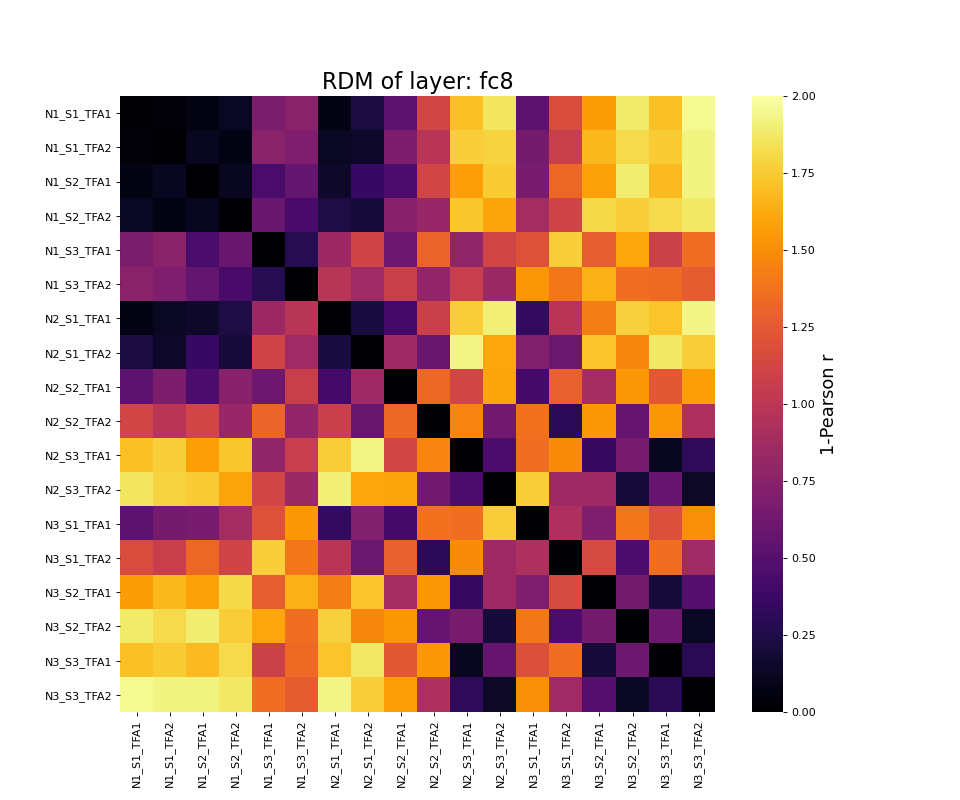 RDM of layer: fc8
N1_S1_TFA1
N1_S1_TFA2
N1_S2_TFA1
N1_S2_TFA2
N1_S3_TFA1
N1_S3_TFA2
N2_S1_TFA1
N2_S1_TFA2
N2_S2_TFA1
N2_S2_TFA2
N2_S3_TFA1
N2_S3_TFA2
N3_S1_TFA1
N3_S1_TFA2
N3_S2_TFA1
N3_S2_TFA2
N3_S3_TFA1
N3_S3_TFA2
N1_S1_TFA1
N1_S1_TFA2
N1_S2_TFA1
N1_S2_TFA2
N1_S3_TFA1
N1_S3_TFA2
N2_S1_TFA1
N2_S1_TFA2
N2_S2_TFA1
N2_S2_TFA2
N2_S3_TFA1
N2_S3_TFA2
N3_S1_TFA1
N3_S1_TFA2
N3_S2_TFA1
N3_S2_TFA2
N3_S3_TFA1
N3_S3_TFA2
2.00
1.75
1.50
1.25
1.00
0.75
0.50
0.25
0.00
1-Pearson r